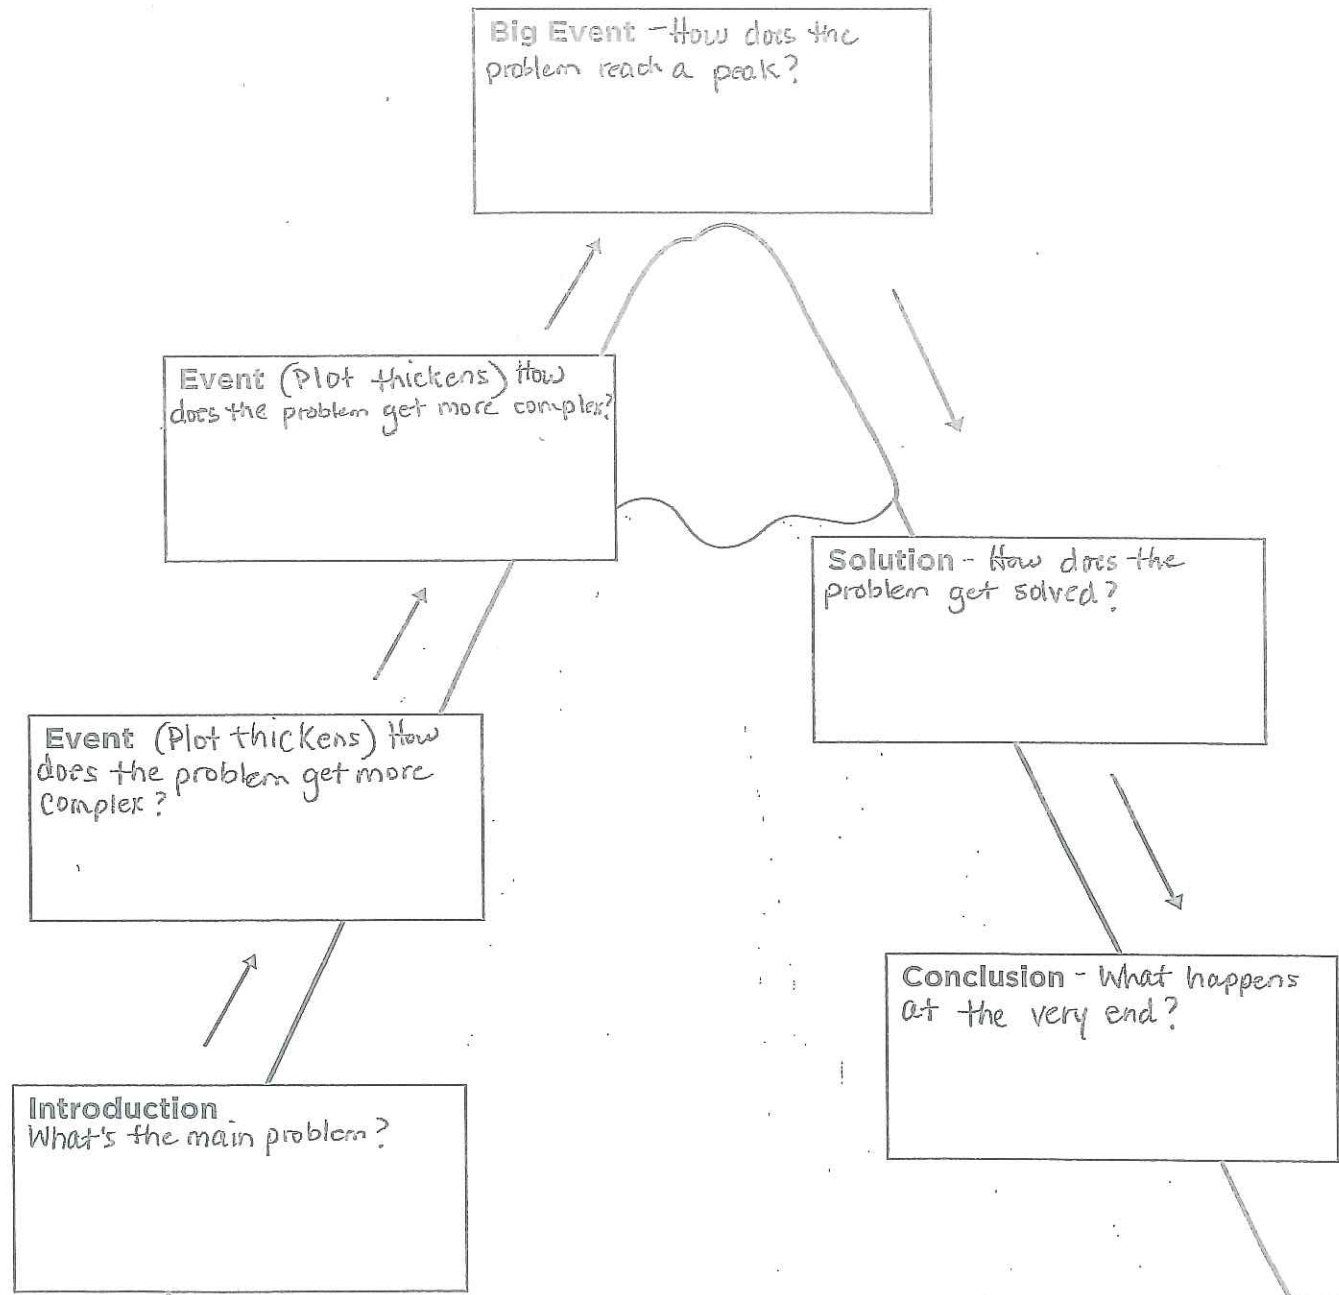 Big Event - How does the
problem reach a peak?
Event (Plot thickens) How
does the problem get more complex?
Solution - How does the
problem get solved?
Event (Plot thickens) How
does the problem get more
complex?
Conclusion - What happens
at the very end?
Introduction
What's the main problem?